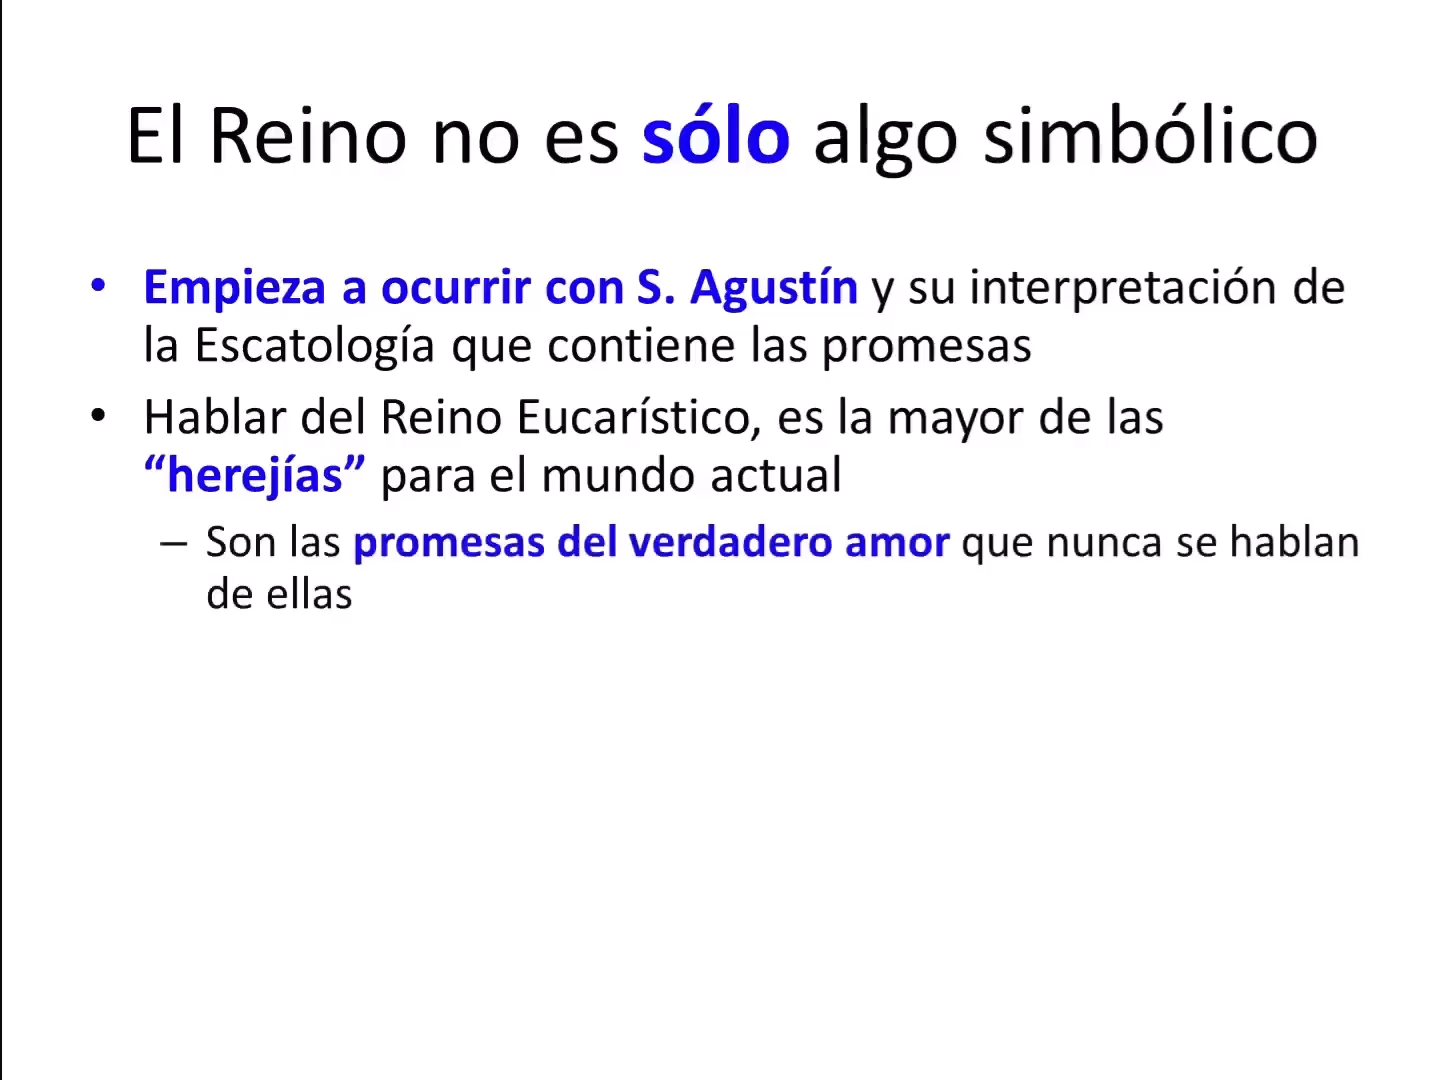 El Reino no es sólo algo simbólico
• Empieza a ocurrir con S. Agustín y su interpretación de
la Escatología que contiene las promesas
• Hablar del Reino Eucarístico, es la mayor de las
“herejías” para el mundo actual
– Son las promesas del verdadero amor que nunca se hablan
de ellas